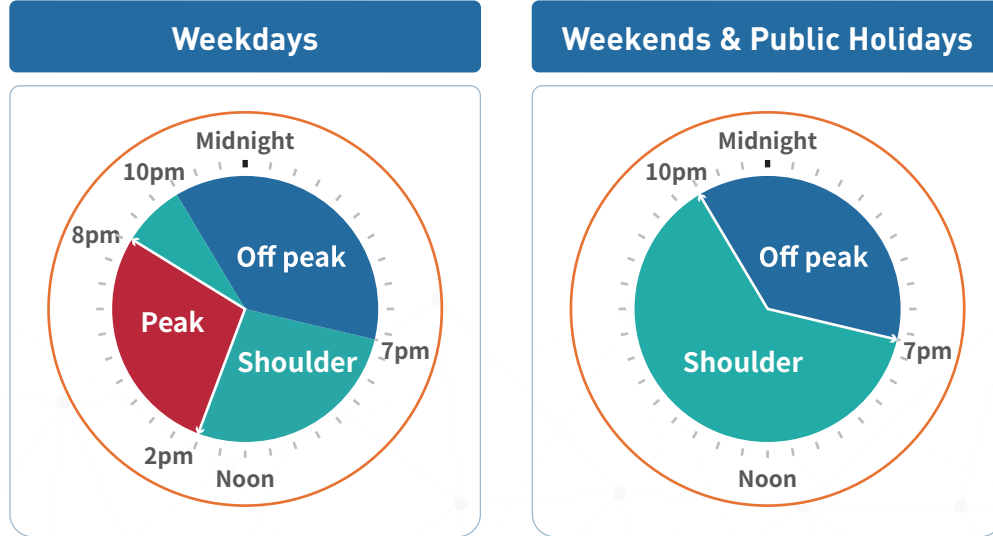 Weekdays
Midnight
10pm
8pm
Off peak
Peak
Shoulder
7pm
2pm
Noon
Weekends & Public Holidays
Midnight
10pm
Off peak
7pm
Shoulder
Noon